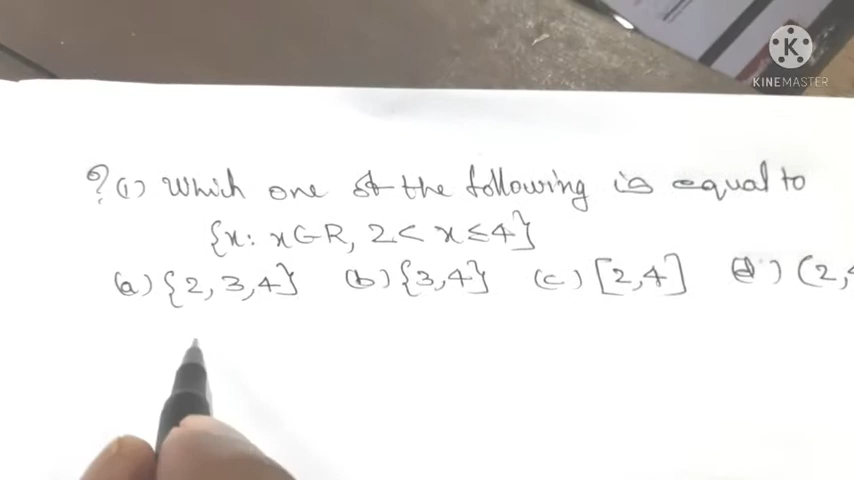 K
KINEMASTER
? (1) Which one of the following is equal to
{x: x∈R, 2 < x ≤ 4}
(a) {2, 3, 4} (b) {3, 4} (c) [2, 4] (d) (2, 4